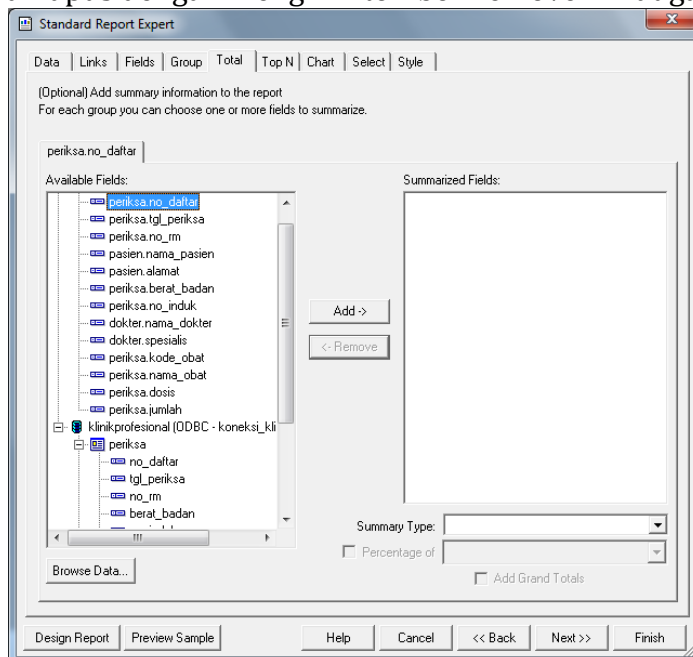 Standard Report Expert
Data Links Fields Group Total Top N Chart Select Style
(Optional) Add summary information to the report
For each group you can choose one or more fields to summarize.
periksa.no_daftar
Available Fields:
Summarized Fields:
periksa.no_daftar
periksa.tgl_periksa
periksa.no_rm
pasien.nama_pasien
pasien.alamat
periksa.berat_badan
periksa.no_induk
dokter.nama_dokter
dokter.spesialis
periksa.kode_obat
periksa.nama_obat
periksa.dosis
periksa.jumlah
klinikprofesional (ODBC - koneksi_kli
periksa
no_daftar
tgl_periksa
no_rm
berat_badan
Add ->
<- Remove
Summary Type:
Percentage of
Add Grand Totals
Browse Data...
Design Report Preview Sample Help Cancel << Back Next >> Finish